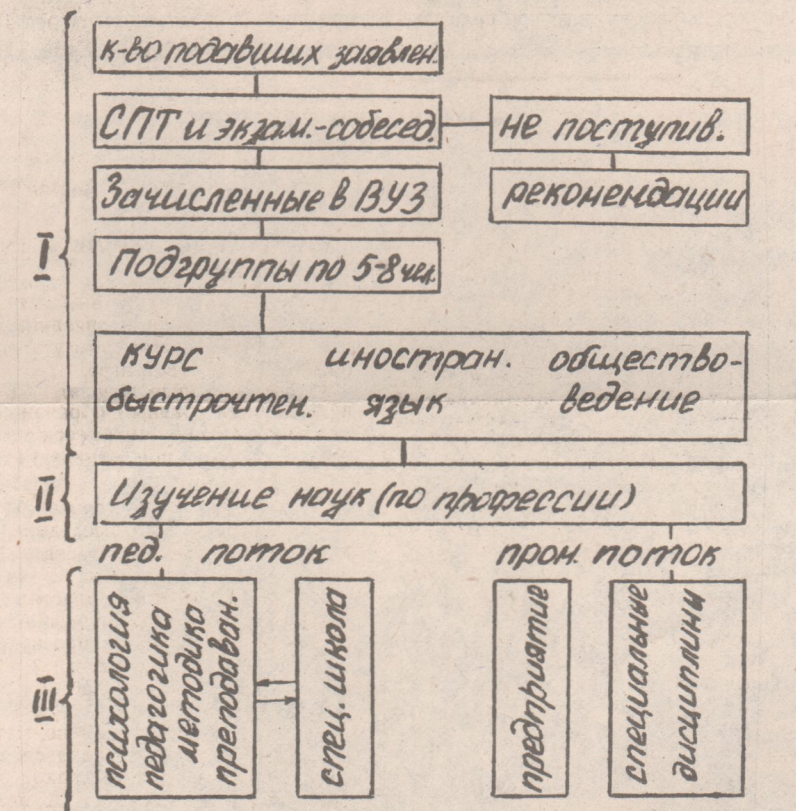 к-во подавших заявлен.
СПТ и экзам.-собесед.
не поступив.
Зачисленные в ВУЗ
рекомендации
I
Подгруппы по 5-8 чел.
курс иностран. общество-
быстрочтен. язык ведение
II
Изучение наук (по профессии)
пед. поток
пром. поток
III
психология
педагогика
методика
преподаван.
спец. школа
предприятие
специальные
дисциплины